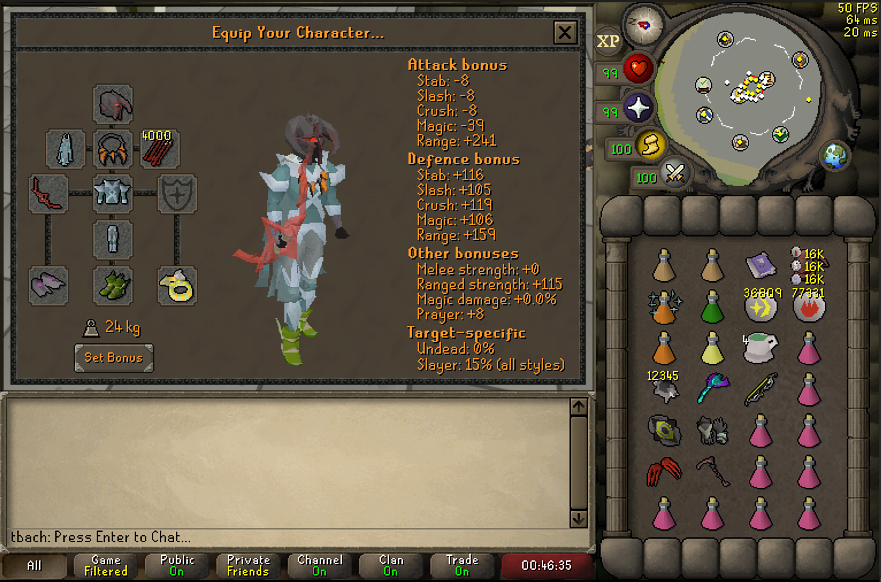 Equip Your Character...
4000
Attack bonus
Stab: -8
Slash: -8
Crush: -8
Magic: -39
Range: +241
Defence bonus
Stab: +116
Slash: +105
Crush: +119
Magic: +106
Range: +159
Other bonuses
Melee strength: +0
Ranged strength: +115
Magic damage: +0.0%
Prayer: +8
Target-specific
Undead: 0%
Slayer: 15% (all styles)
24 kg
Set Bonus
50 FPS
64 ms
20 ms
XP
N
99
99
100
100
16K
16K
16K
36809
77331
4
12345
tbach: Press Enter to Chat...
All
Game
Filtered
Public
On
Private
Friends
Channel
On
Clan
On
Trade
On
00:46:35